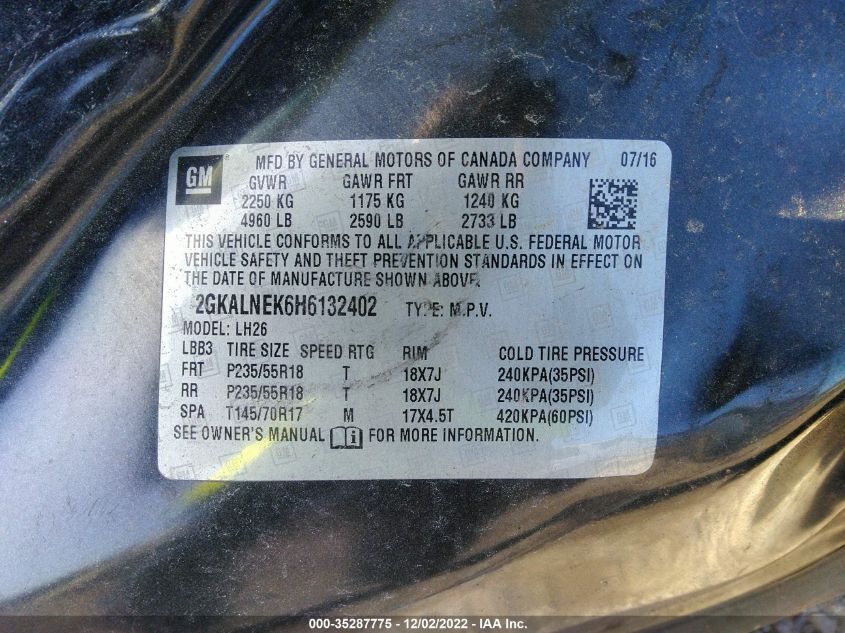 GM ® MFD BY GENERAL MOTORS OF CANADA COMPANY 07/16
GVWR GAWR FRT GAWR RR
2250 KG 1175 KG 1240 KG
4960 LB 2590 LB 2733 LB
THIS VEHICLE CONFORMS TO ALL APPLICABLE U.S. FEDERAL MOTOR
VEHICLE SAFETY AND THEFT PREVENTION STANDARDS IN EFFECT ON
THE DATE OF MANUFACTURE SHOWN ABOVE.
2GKALNEK6H6132402 TYPE: M.P.V.
MODEL: LH26
LBB3 TIRE SIZE SPEED RTG RIM COLD TIRE PRESSURE
FRT P235/55R18 T 18X7J 240KPA(35PSI)
RR P235/55R18 T 18X7J 240KPA(35PSI)
SPA T145/70R17 M 17X4.5T 420KPA(60PSI)
SEE OWNER'S MANUAL FOR MORE INFORMATION.
000-35287775 - 12/02/2022 - IAA Inc.